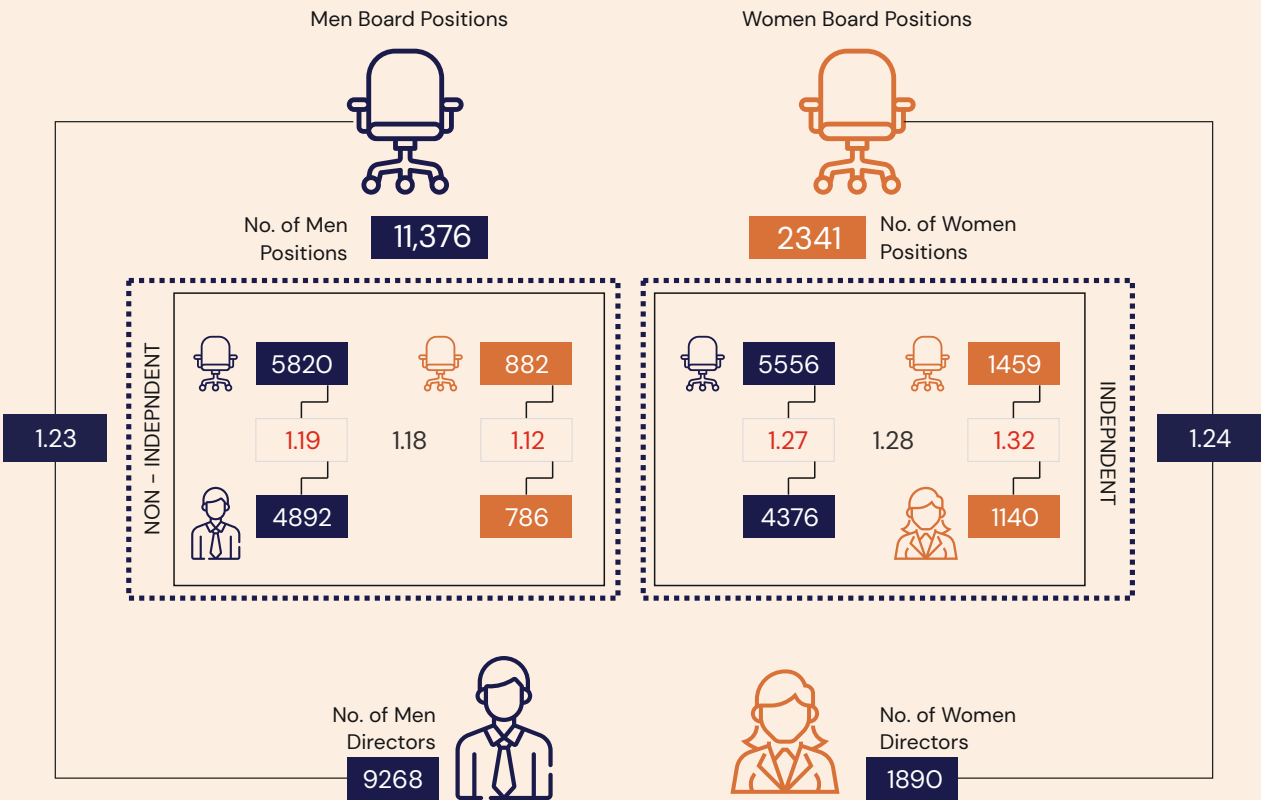 Men Board Positions
Women Board Positions
No. of Men
Positions
11,376
2341
No. of Women
Positions
NON - INDEPNDENT
5820
882
1.19
1.18
1.12
4892
786
5556
1459
1.27
1.28
1.32
4376
1140
INDEPNDENT
1.23
1.24
No. of Men
Directors
9268
No. of Women
Directors
1890